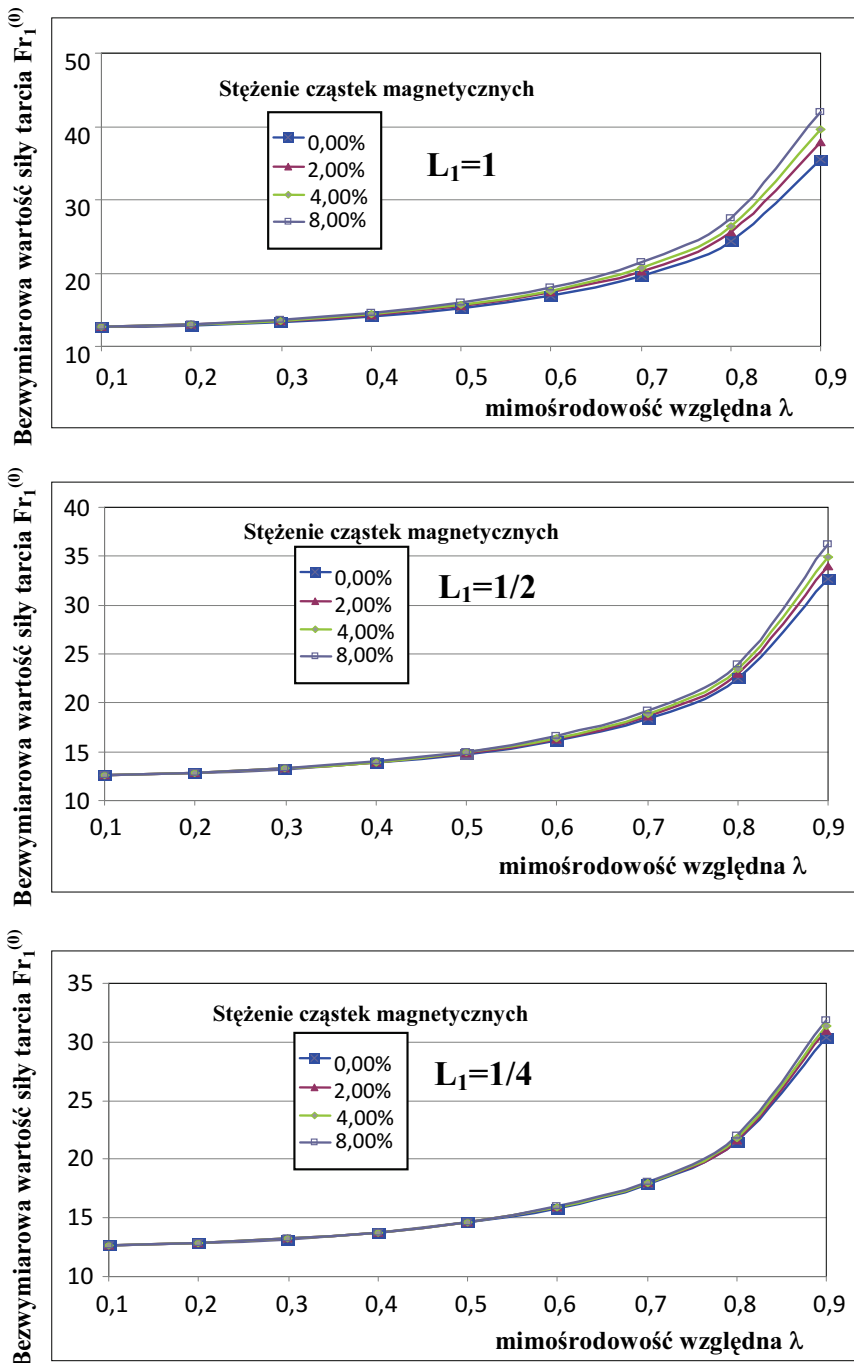 Bezwymiarowa wartość siły tarcia Fr₁⁽⁰⁾
50
40
30
20
10
Stężenie cząstek magnetycznych
0,00%
2,00%
4,00%
8,00%
L₁=1
0,1 0,2 0,3 0,4 0,5 0,6 0,7 0,8 0,9
mimośrodowość względna λ
Bezwymiarowa wartość siły tarcia Fr₁⁽⁰⁾
40
35
30
25
20
15
10
Stężenie cząstek magnetycznych
0,00%
2,00%
4,00%
8,00%
L₁=1/2
0,1 0,2 0,3 0,4 0,5 0,6 0,7 0,8 0,9
mimośrodowość względna λ
Bezwymiarowa wartość siły tarcia Fr₁⁽⁰⁾
35
30
25
20
15
10
Stężenie cząstek magnetycznych
0,00%
2,00%
4,00%
8,00%
L₁=1/4
0,1 0,2 0,3 0,4 0,5 0,6 0,7 0,8 0,9
mimośrodowość względna λ